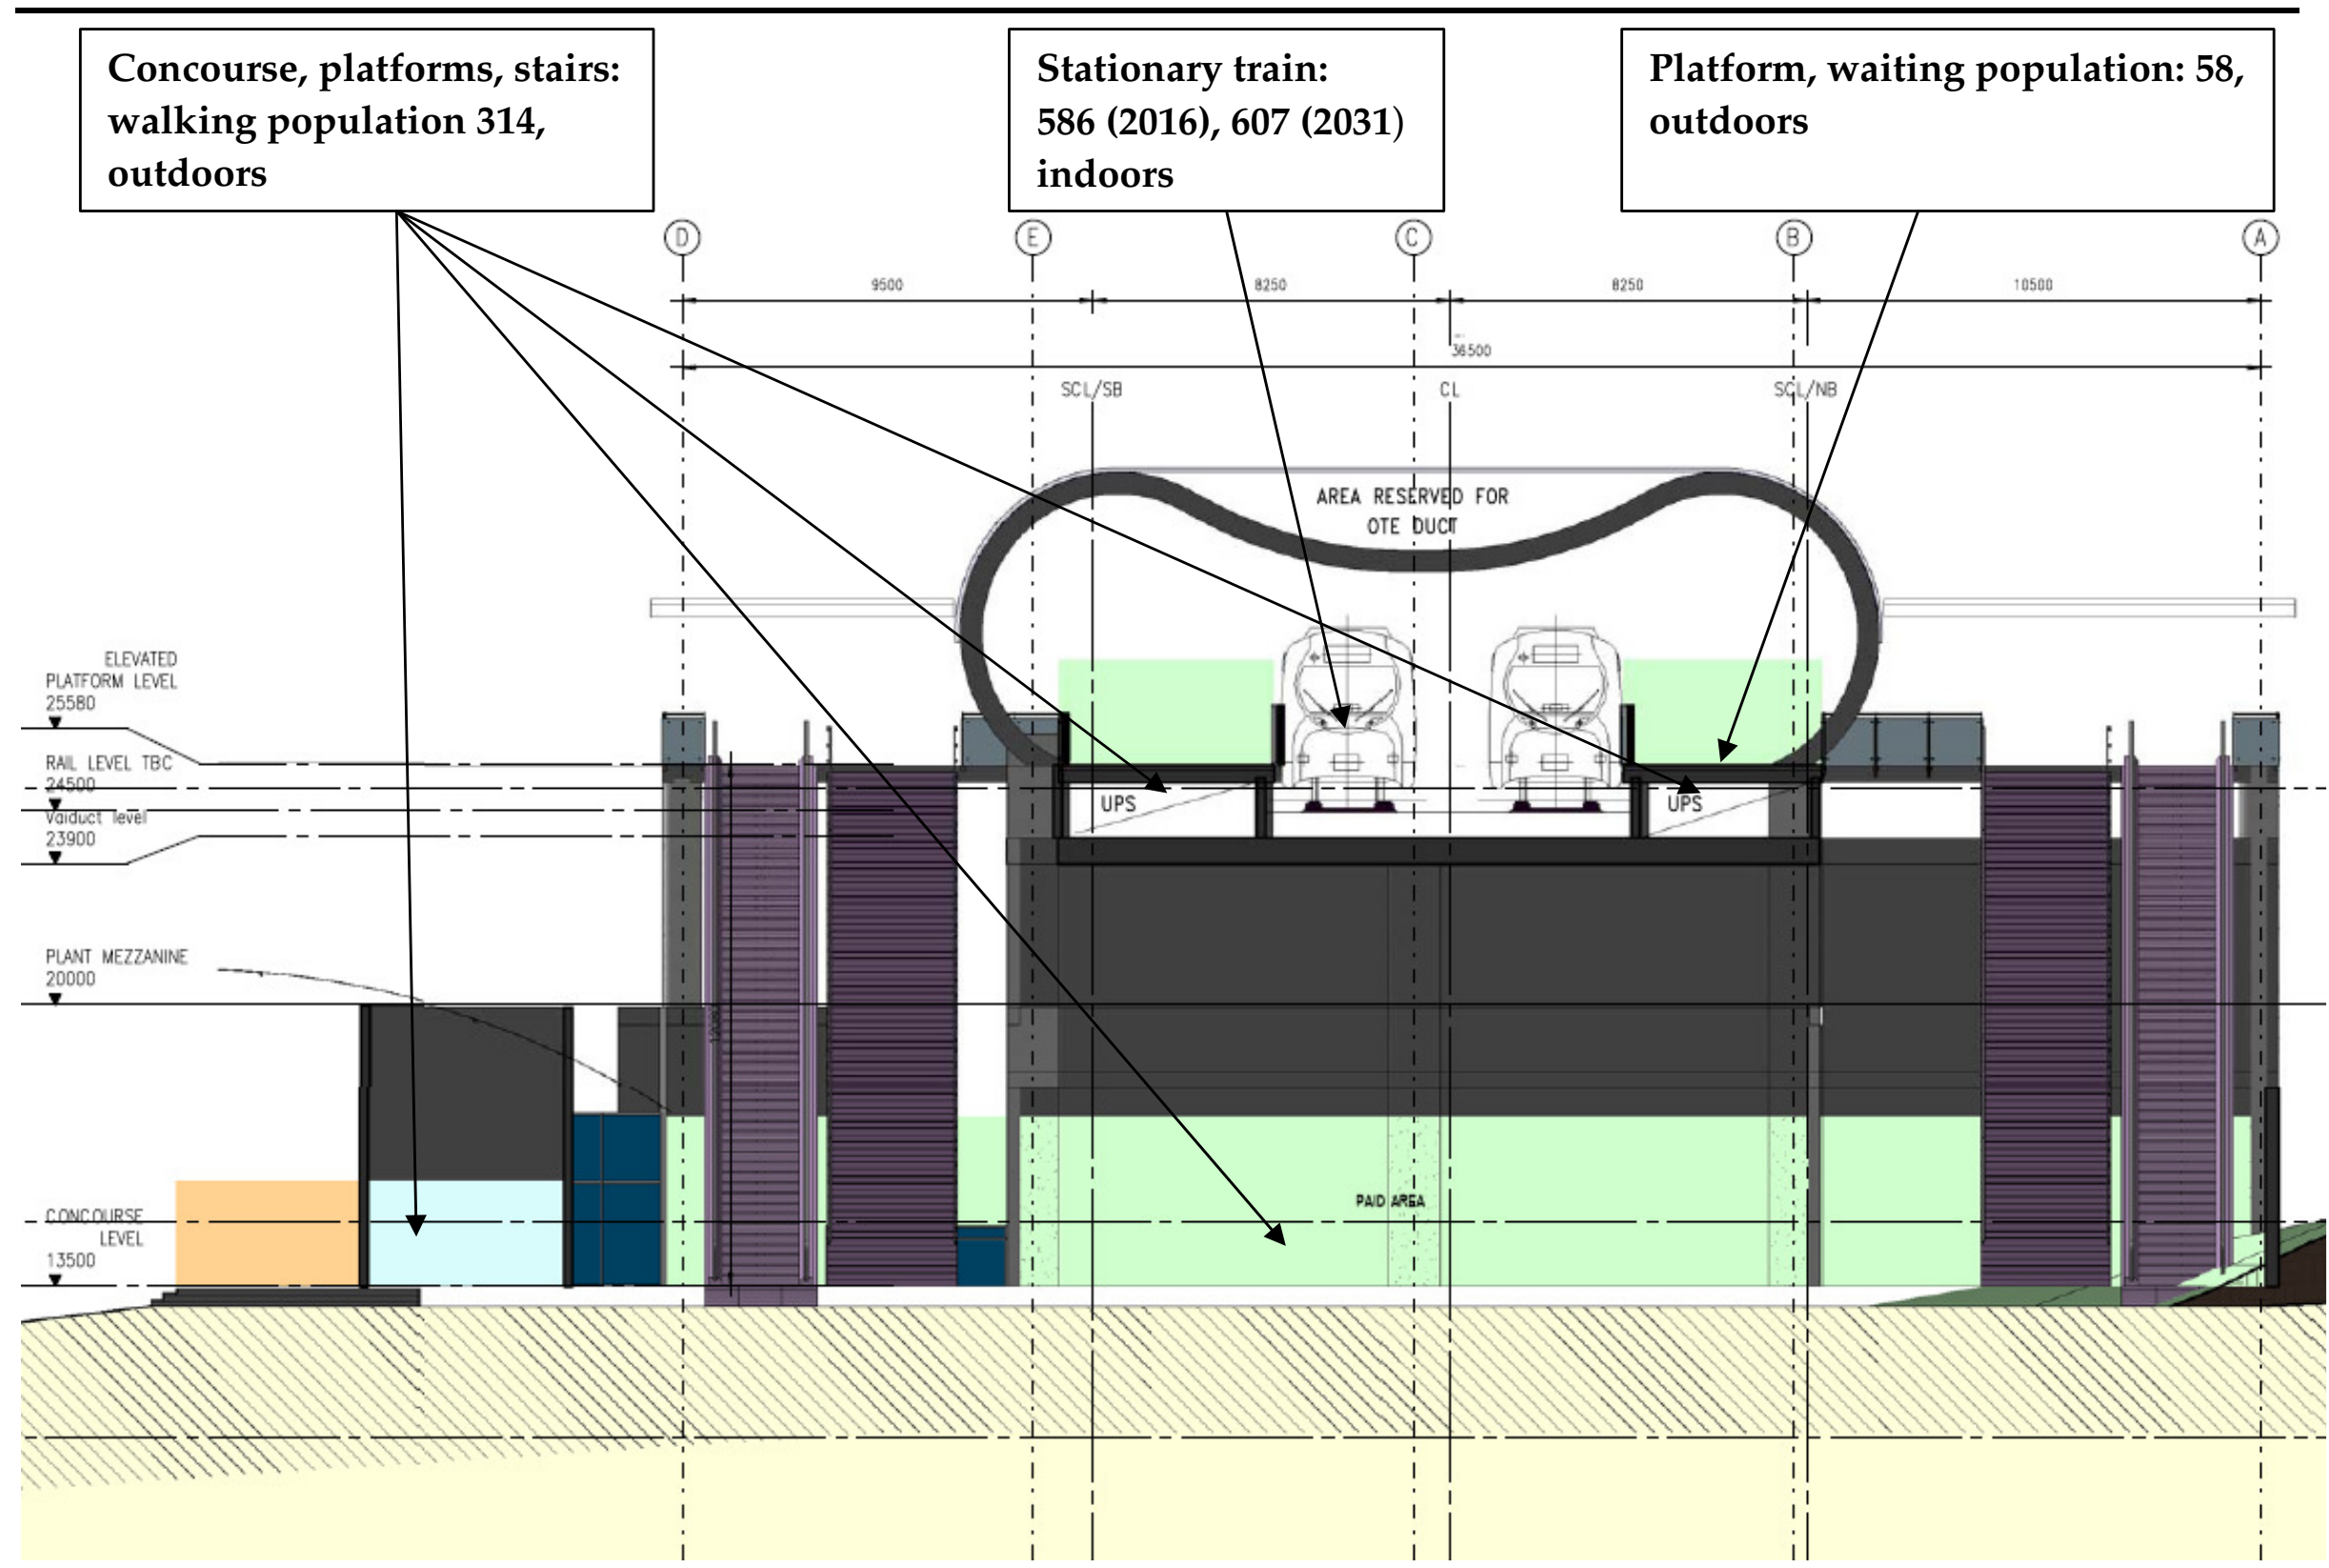 Concourse, platforms, stairs:
walking population 314,
outdoors
Stationary train:
586 (2016), 607 (2031)
indoors
Platform, waiting population: 58,
outdoors
D
E
C
B
A
9500
8250
8250
10500
36500
SCL/SB
CL
SCL/NB
AREA RESERVED FOR
OTE DUCT
ELEVATED
PLATFORM LEVEL
25580
RAIL LEVEL TBC
24500
Vaiduct level
23900
UPS
UPS
PLANT MEZZANINE
20000
PAID AREA
CONCOURSE
LEVEL
13500